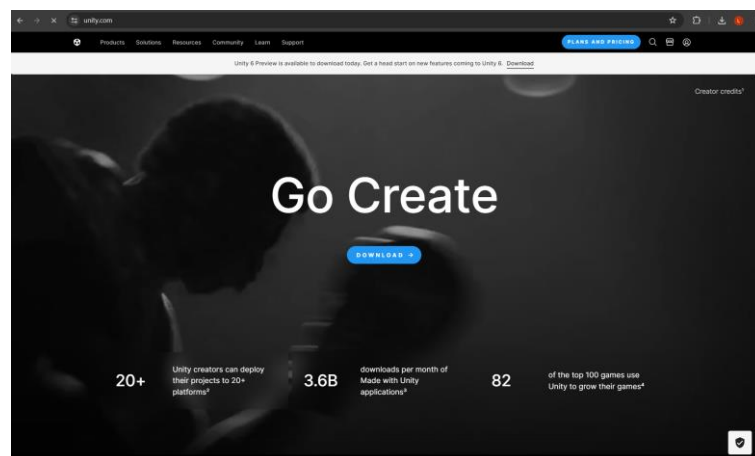 unity.com
Products Solutions Resources Community Learn Support
PLANS AND PRICING
Unity 6 Preview is available to download today. Get a head start on new features coming to Unity 6. Download
Creator credits¹
Go Create
DOWNLOAD →
20+
Unity creators can deploy
their projects to 20+
platforms²
3.6B
downloads per month of
Made with Unity
applications³
82
of the top 100 games use
Unity to grow their games⁴